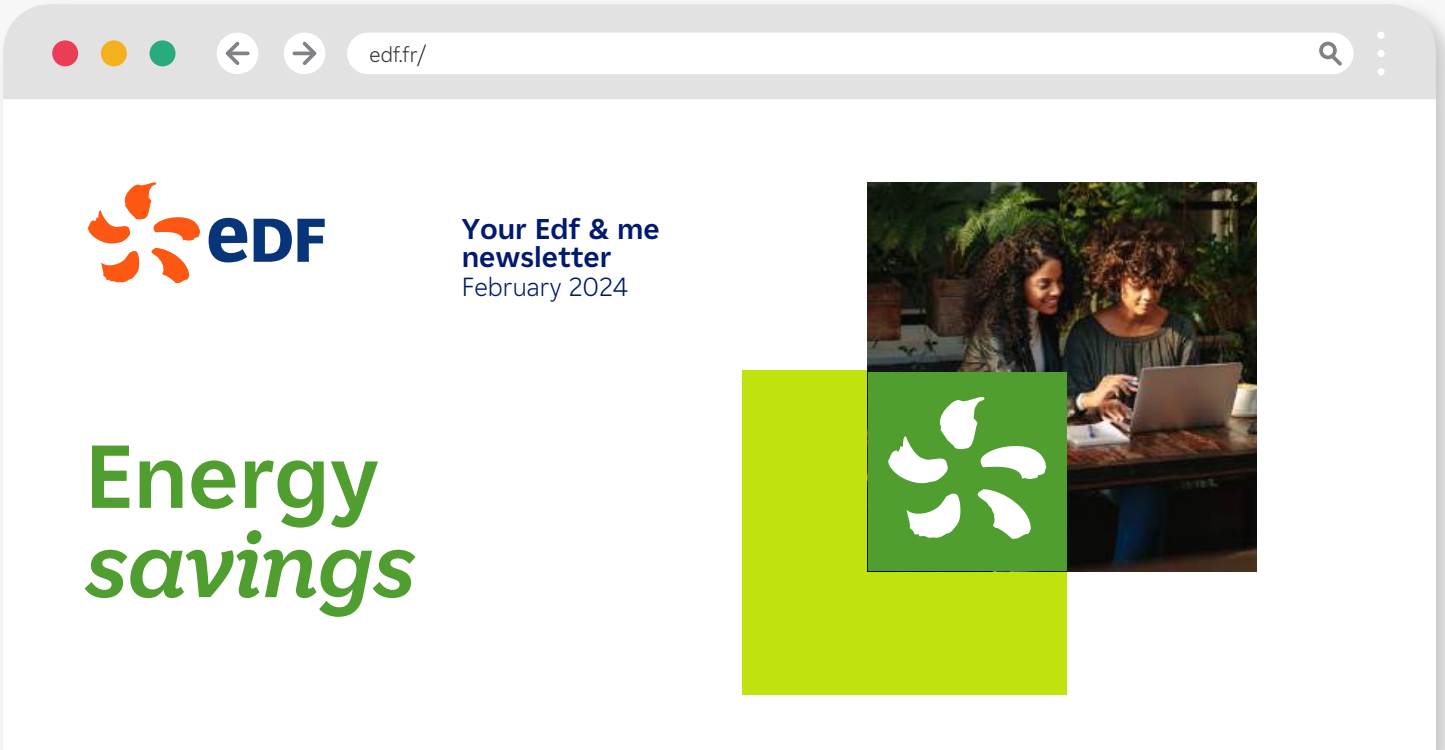 edf.fr/
eDF
Your Edf & me
newsletter
February 2024
Energy
savings